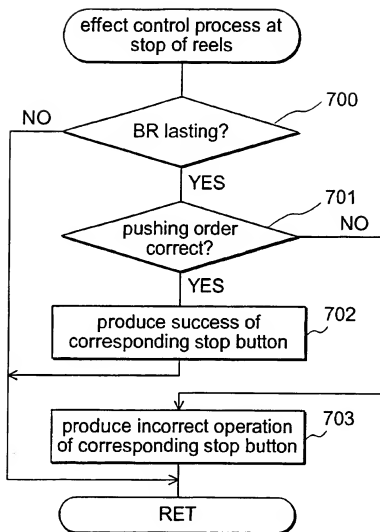 effect control process at
stop of reels
700
NO
BR lasting?
YES
701
NO
pushing order
correct?
YES
702
produce success of
corresponding stop button
703
produce incorrect operation
of corresponding stop button
RET